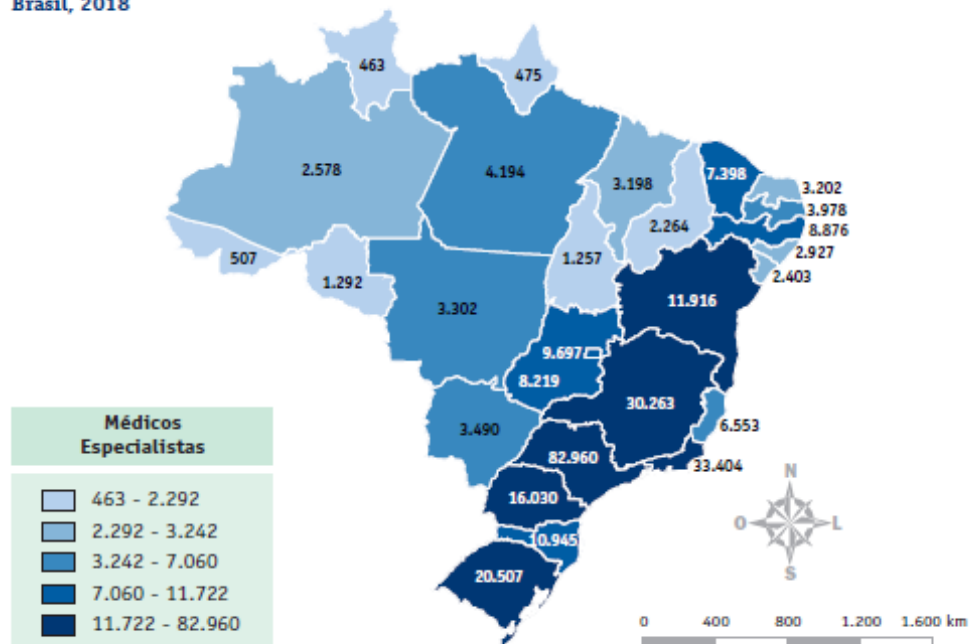 Brasil, 2018
463
475
2.578
4.194
3.198
7.398
3.202
3.978
8.876
2.927
2.403
2.264
507
1.292
1.257
3.302
11.916
9.697
8.219
30.263
3.490
6.553
82.960
33.404
16.030
10.945
20.507
Médicos
Especialistas
463 - 2.292
2.292 - 3.242
3.242 - 7.060
7.060 - 11.722
11.722 - 82.960
N
O L
S
0 400 800 1.200 1.600 km